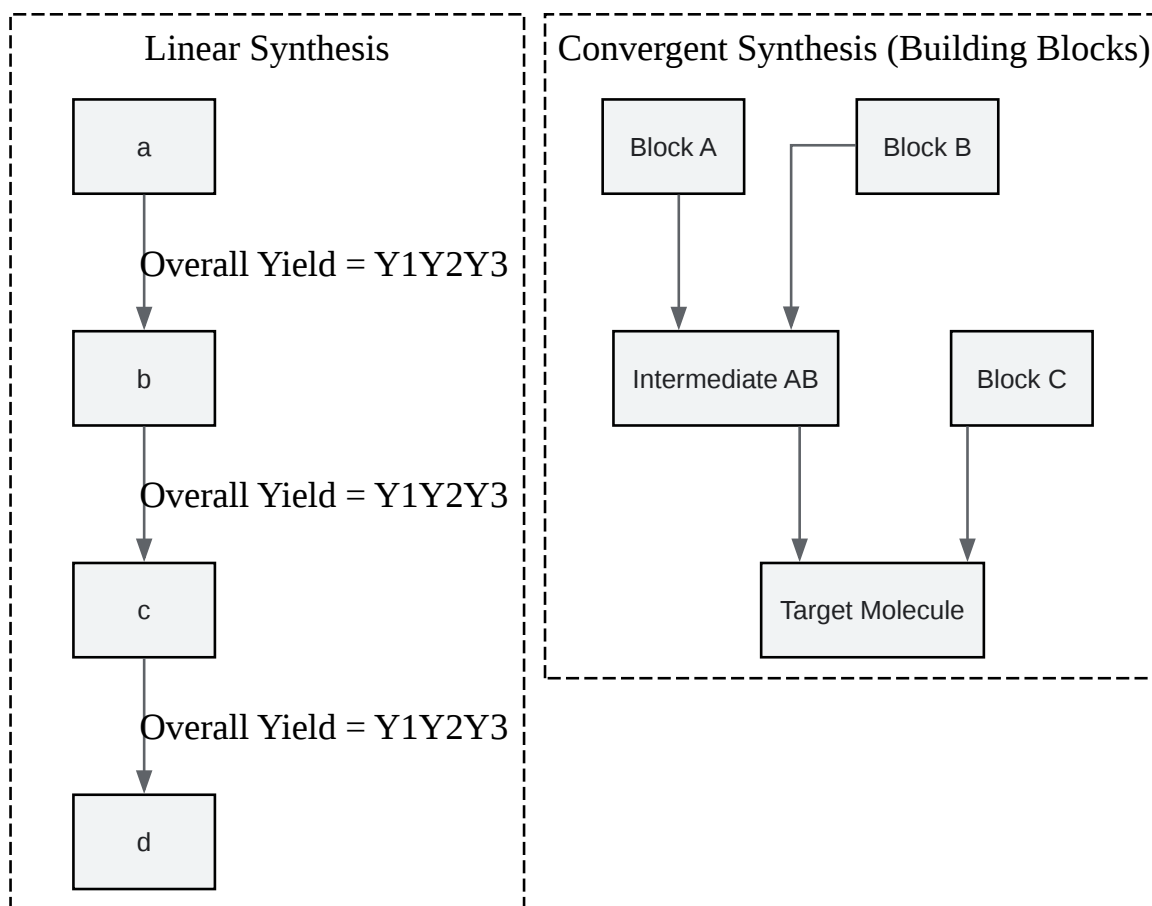 Linear Synthesis
a
Overall Yield = Y1Y2Y3
b
Overall Yield = Y1Y2Y3
c
Overall Yield = Y1Y2Y3
d
Convergent Synthesis (Building Blocks)
Block A
Block B
Intermediate AB
Block C
Target Molecule